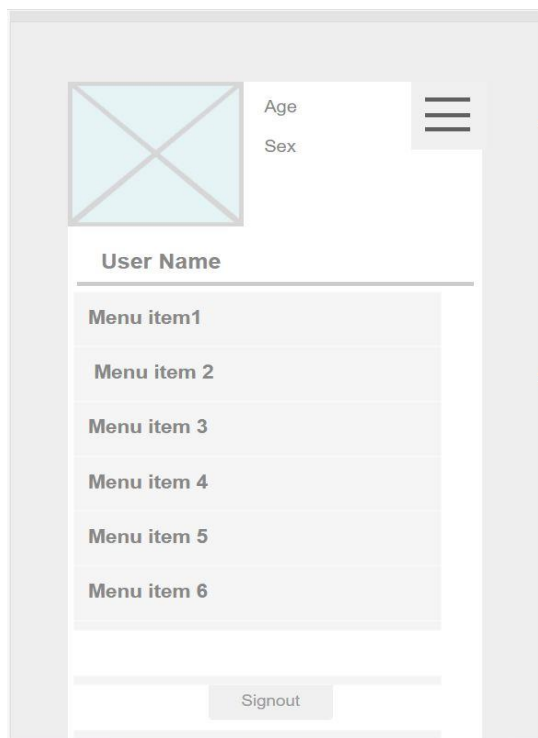 Age
Sex
User Name
Menu item1
Menu item 2
Menu item 3
Menu item 4
Menu item 5
Menu item 6
Signout